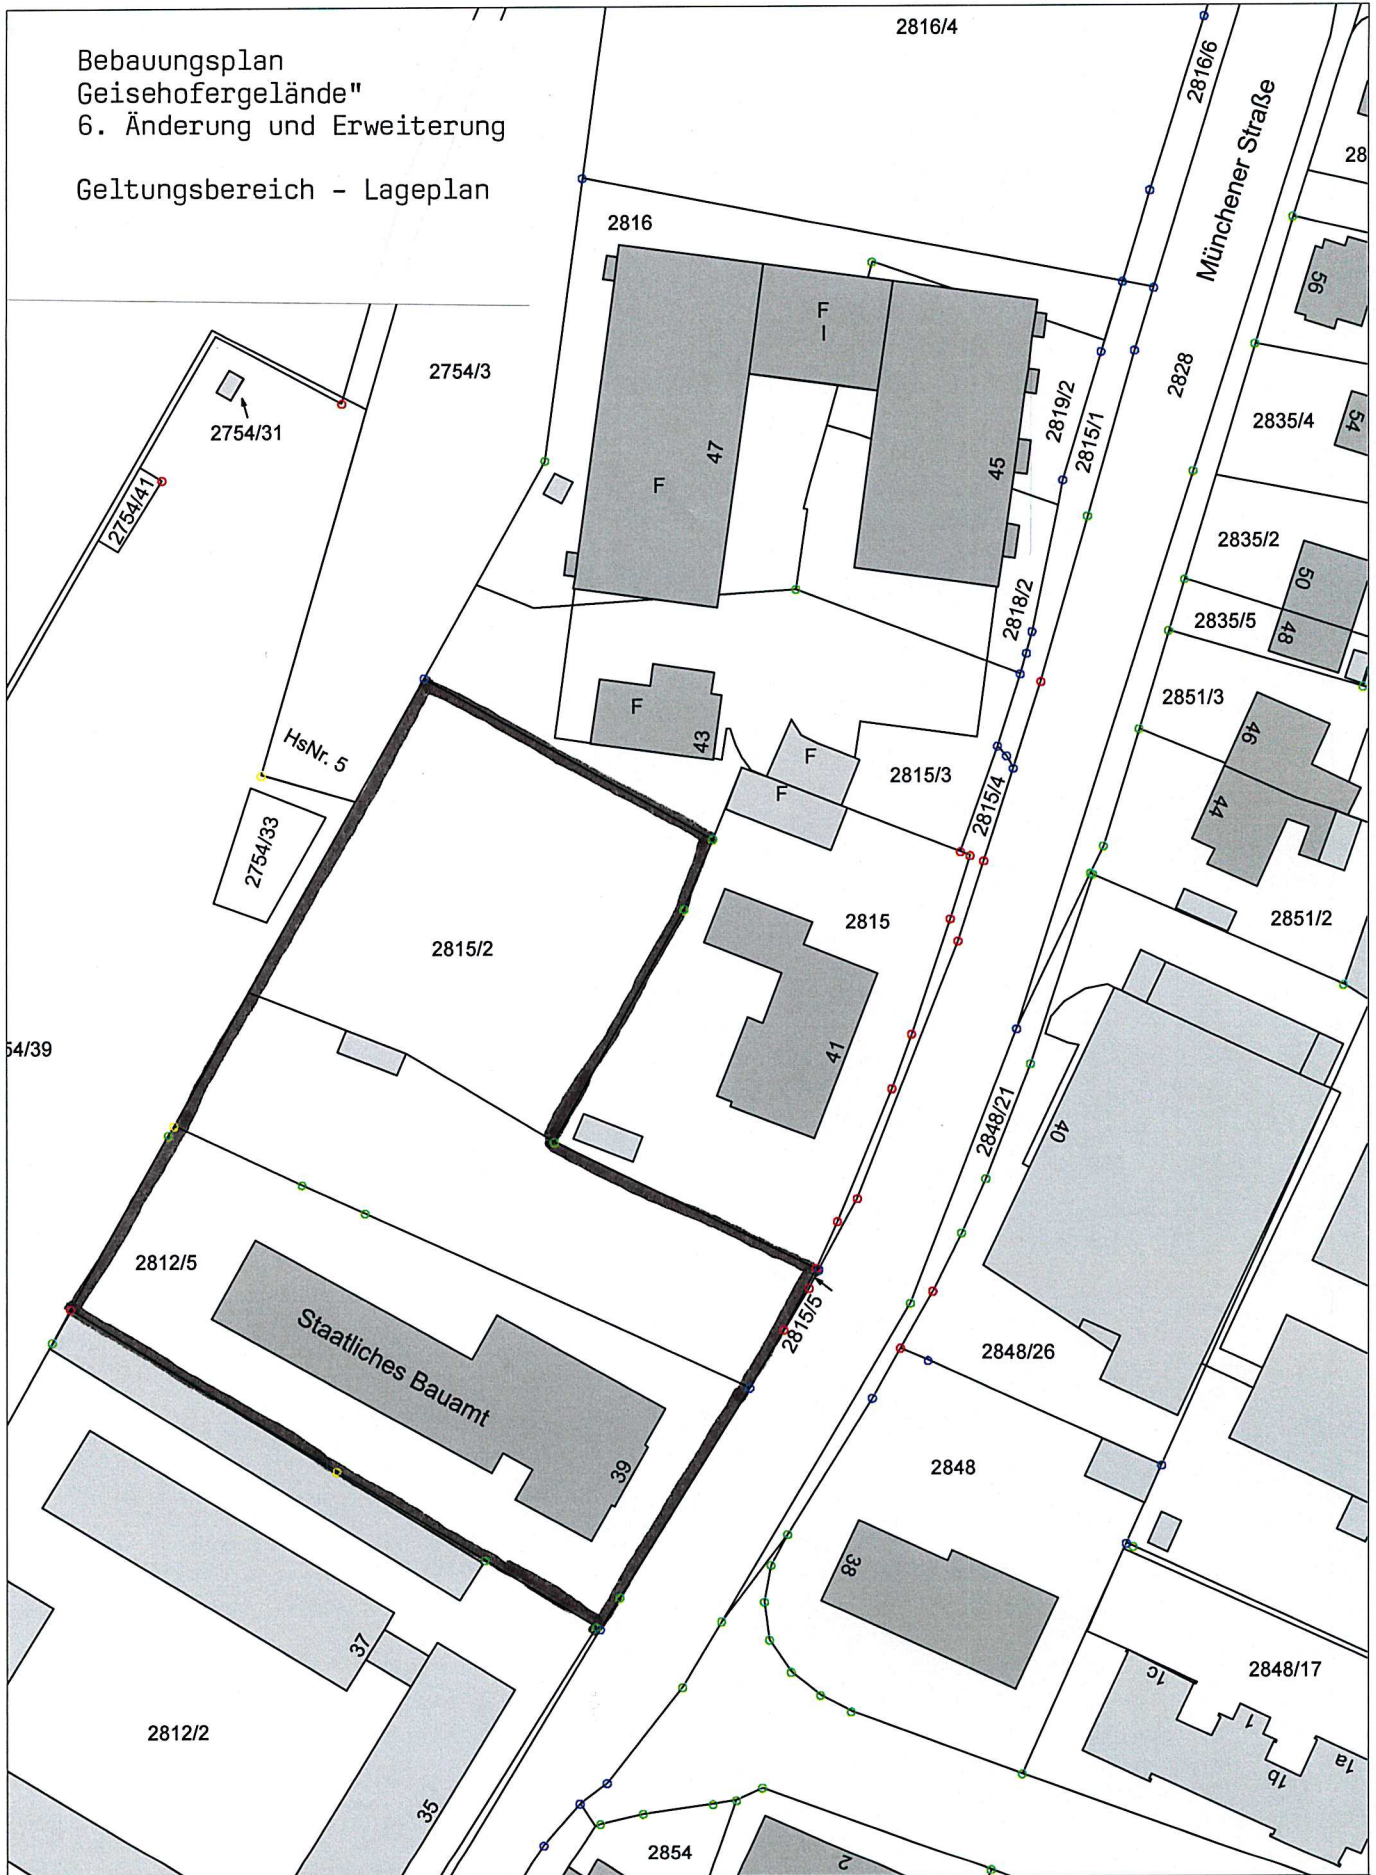 Bebauungsplan
Geisehofergelände"
6. Änderung und Erweiterung
Geltungsbereich - Lageplan
2816/4
2816/6
Münchener Straße
28
2816
56
F
I
2754/3
2828
2819/2
2815/1
2835/4
54
2754/31
47
45
F
2754/41
2835/2
50
2818/2
2835/5
48
2851/3
F
43
46
HsNr. 5
F
2815/3
F
2815/4
44
2754/33
2815
2851/2
2815/2
41
54/39
2848/21
40
2812/5
2815/5
Staatliches Bauamt
2848/26
39
2848
38
37
2848/17
1c
1
1a
1b
2812/2
35
2854
2